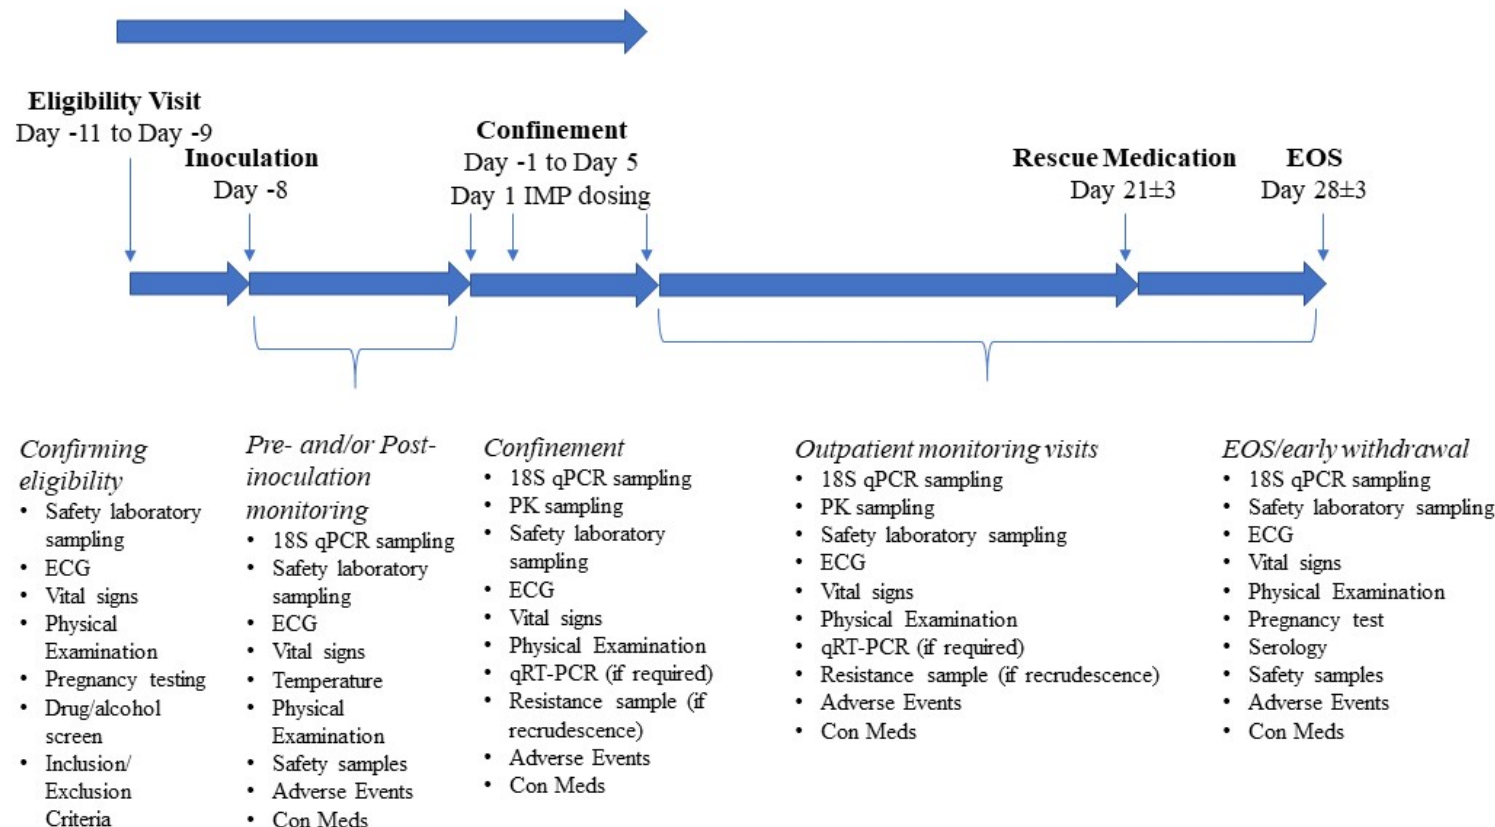 Eligibility Visit
Day -11 to Day -9
Inoculation
Day -8
Confinement
Day -1 to Day 5
Day 1 IMP dosing
Rescue Medication
Day 21±3
EOS
Day 28±3
Confirming
eligibility
• Safety laboratory
sampling
• ECG
• Vital signs
• Physical
Examination
• Pregnancy testing
• Drug/alcohol
screen
• Inclusion/
Exclusion
Criteria
Pre- and/or Post-
inoculation
monitoring
• 18S qPCR sampling
• Safety laboratory
sampling
• ECG
• Vital signs
• Temperature
• Physical
Examination
• Safety samples
• Adverse Events
• Con Meds
Confinement
• 18S qPCR sampling
• PK sampling
• Safety laboratory
sampling
• ECG
• Vital signs
• Physical Examination
• qRT-PCR (if required)
• Resistance sample (if
recrudescence)
• Adverse Events
• Con Meds
Outpatient monitoring visits
• 18S qPCR sampling
• PK sampling
• Safety laboratory sampling
• ECG
• Vital signs
• Physical Examination
• qRT-PCR (if required)
• Resistance sample (if recrudescence)
• Adverse Events
• Con Meds
EOS/early withdrawal
• 18S qPCR sampling
• Safety laboratory sampling
• ECG
• Vital signs
• Physical Examination
• Pregnancy test
• Serology
• Safety samples
• Adverse Events
• Con Meds